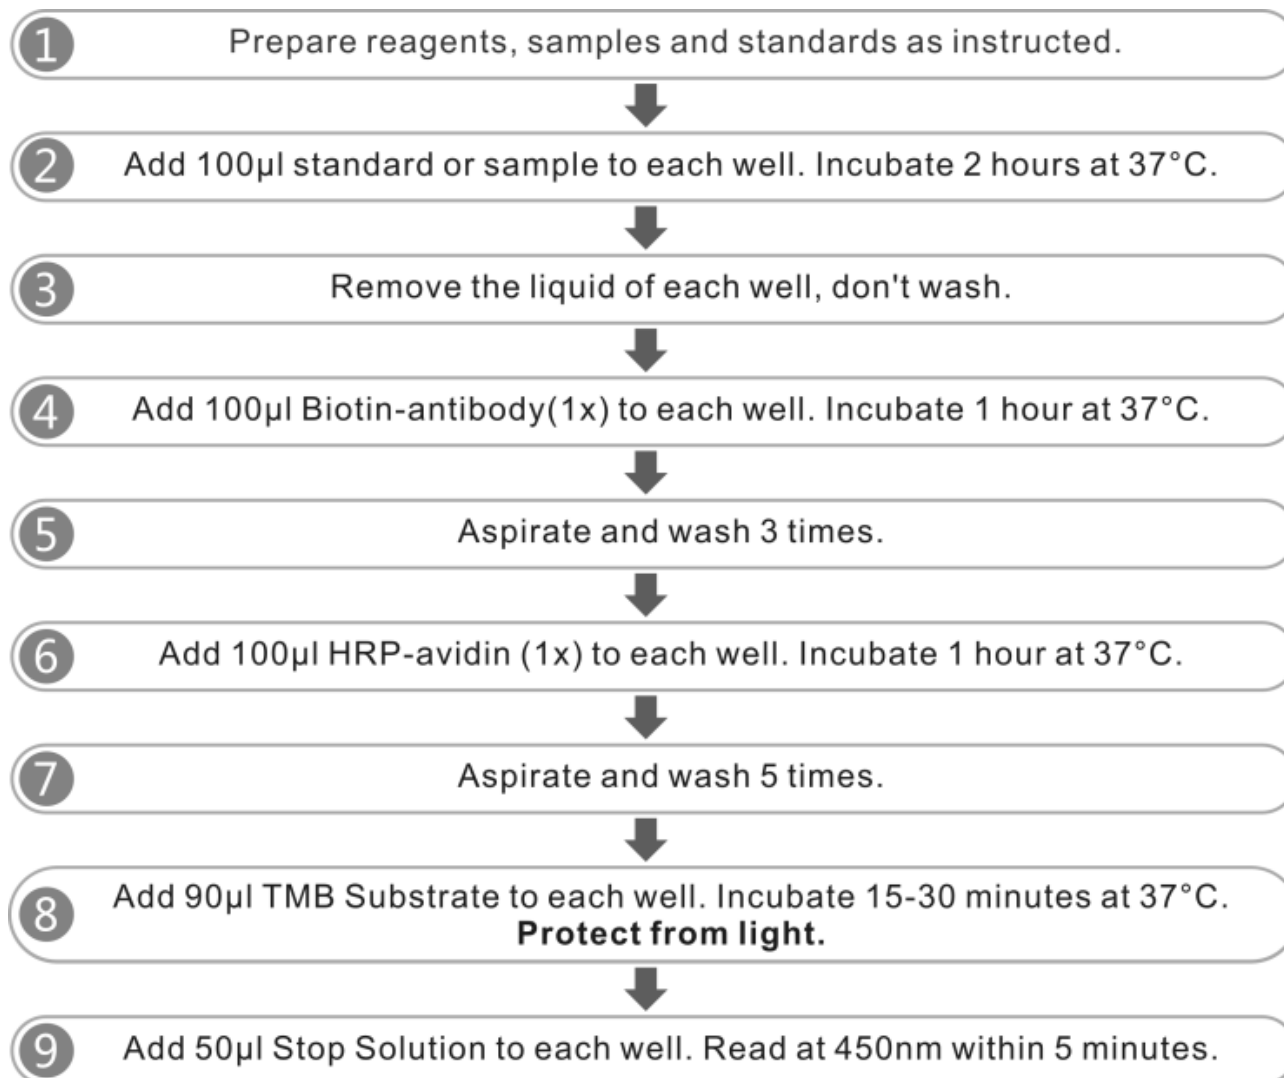 1 Prepare reagents, samples and standards as instructed.
2 Add 100µl standard or sample to each well. Incubate 2 hours at 37°C.
3 Remove the liquid of each well, don't wash.
4 Add 100µl Biotin-antibody(1x) to each well. Incubate 1 hour at 37°C.
5 Aspirate and wash 3 times.
6 Add 100µl HRP-avidin (1x) to each well. Incubate 1 hour at 37°C.
7 Aspirate and wash 5 times.
8 Add 90µl TMB Substrate to each well. Incubate 15-30 minutes at 37°C.
Protect from light.
9 Add 50µl Stop Solution to each well. Read at 450nm within 5 minutes.